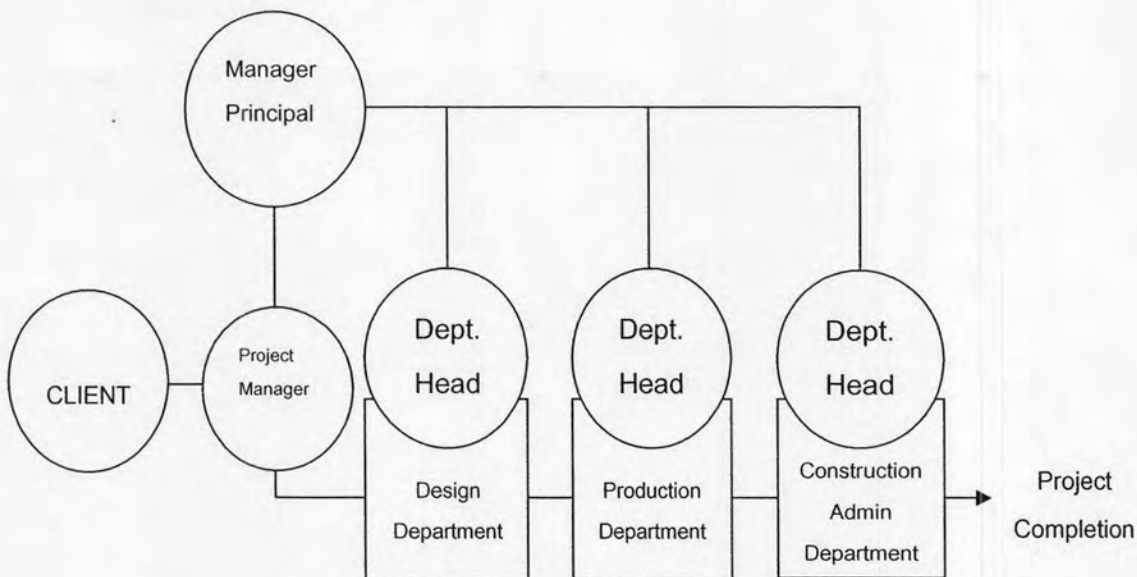 Manager
Principal
CLIENT
Project
Manager
Dept.
Head
Design
Department
Dept.
Head
Production
Department
Dept.
Head
Construction
Admin
Department
Project
Completion